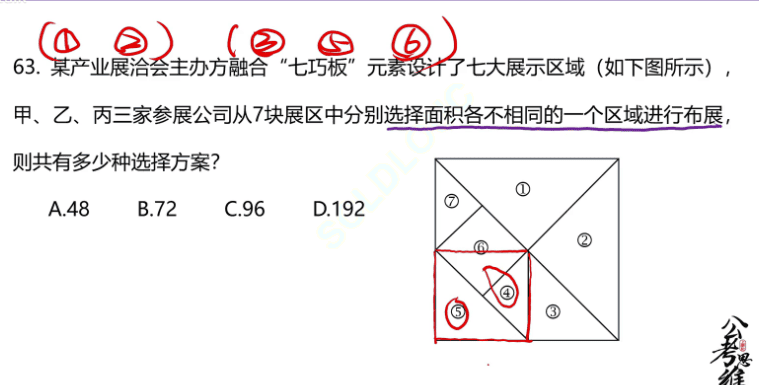 (① ②) (③ ⑤ ⑥)
63. 某产业展洽会主办方融合“七巧板”元素设计了七大展示区域（如下图所示），
甲、乙、丙三家参展公司从7块展区中分别选择面积各不相同的一个区域进行布展，
则共有多少种选择方案？
A.48 B.72 C.96 D.192
①
⑦
②
⑥
④
⑤ ③
公考思维